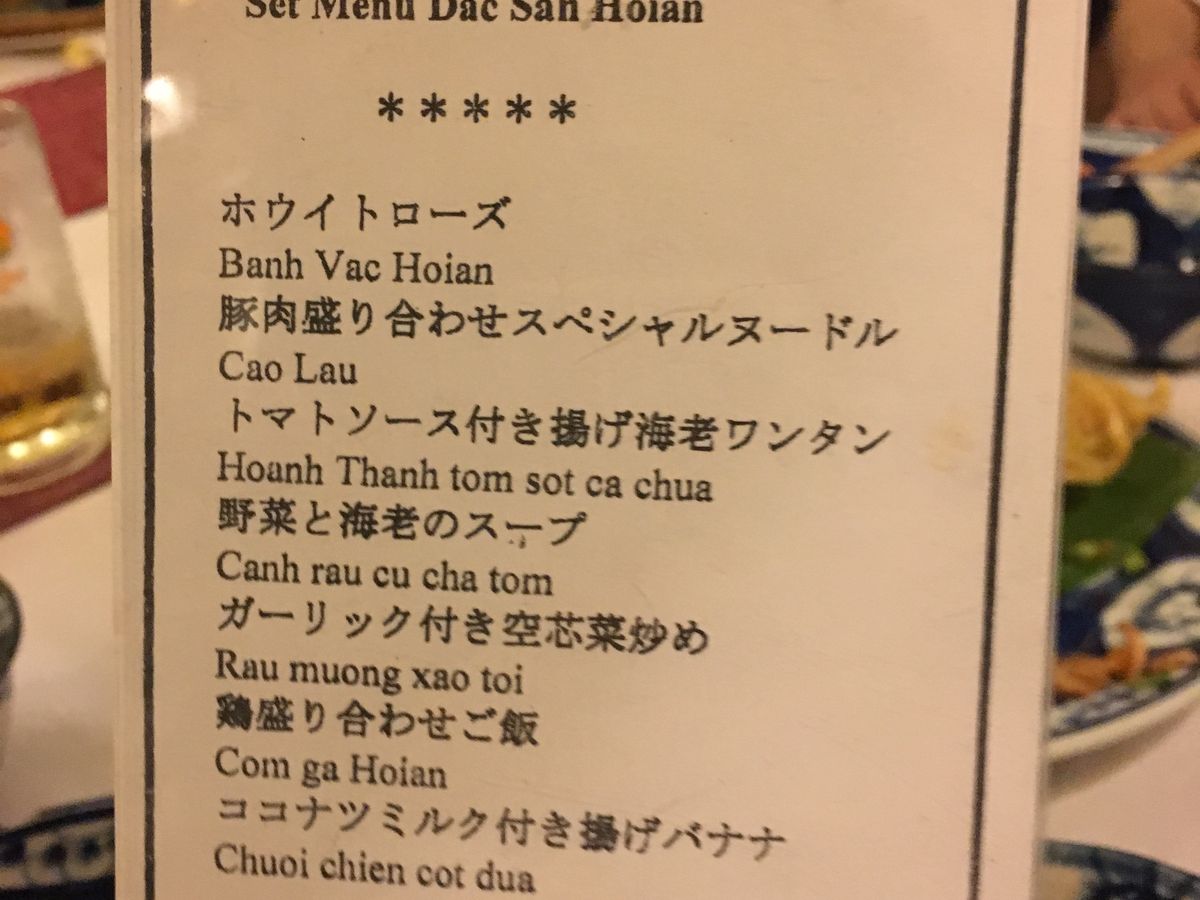 Set Menu Dac San Hoian
*****
ホウイトローズ
Banh Vac Hoian
豚肉盛り合わせスペシャルヌードル
Cao Lau
トマトソース付き揚げ海老ワンタン
Hoanh Thanh tom sot ca chua
野菜と海老のスープ
Canh rau cu cha tom
ガーリック付き空芯菜炒め
Rau muong xao toi
鶏盛り合わせご飯
Com ga Hoian
ココナツミルク付き揚げバナナ
Chuoi chien cot dua